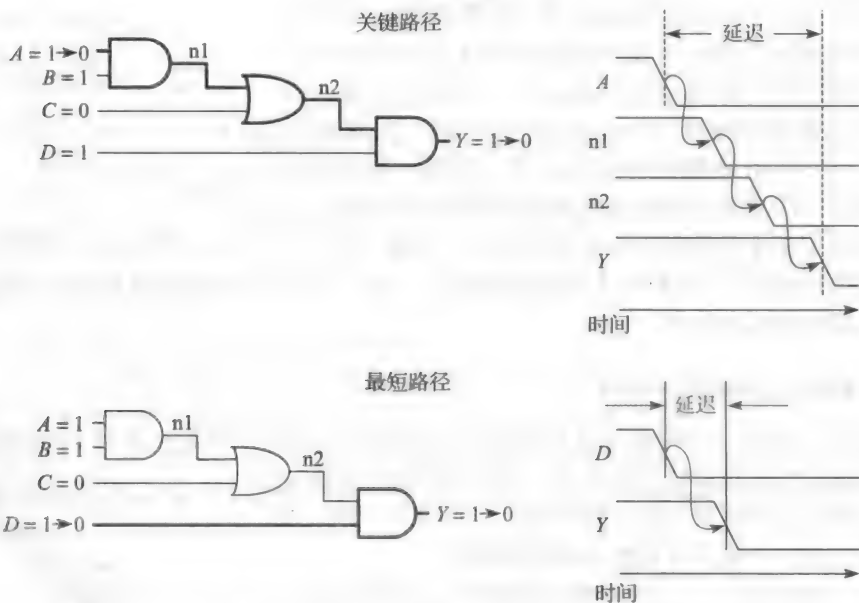 关键路径
A = 1→0
B = 1
C = 0
D = 1
n1
n2
Y = 1→0
延迟
A
n1
n2
Y
时间
最短路径
A = 1
B = 1
C = 0
D = 1→0
n1
n2
Y = 1→0
延迟
D
Y
时间